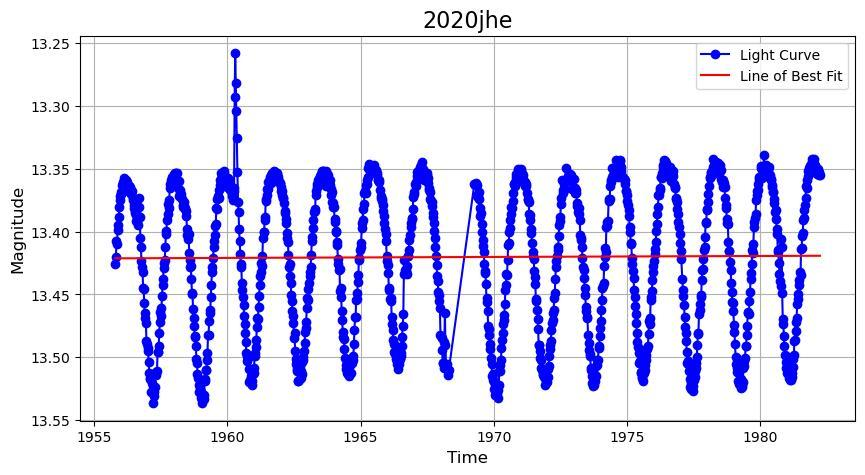 2020jhe
13.25
13.30
13.35
13.40
13.45
13.50
13.55
Magnitude
Light Curve
Line of Best Fit
1955
1960
1965
1970
1975
1980
Time